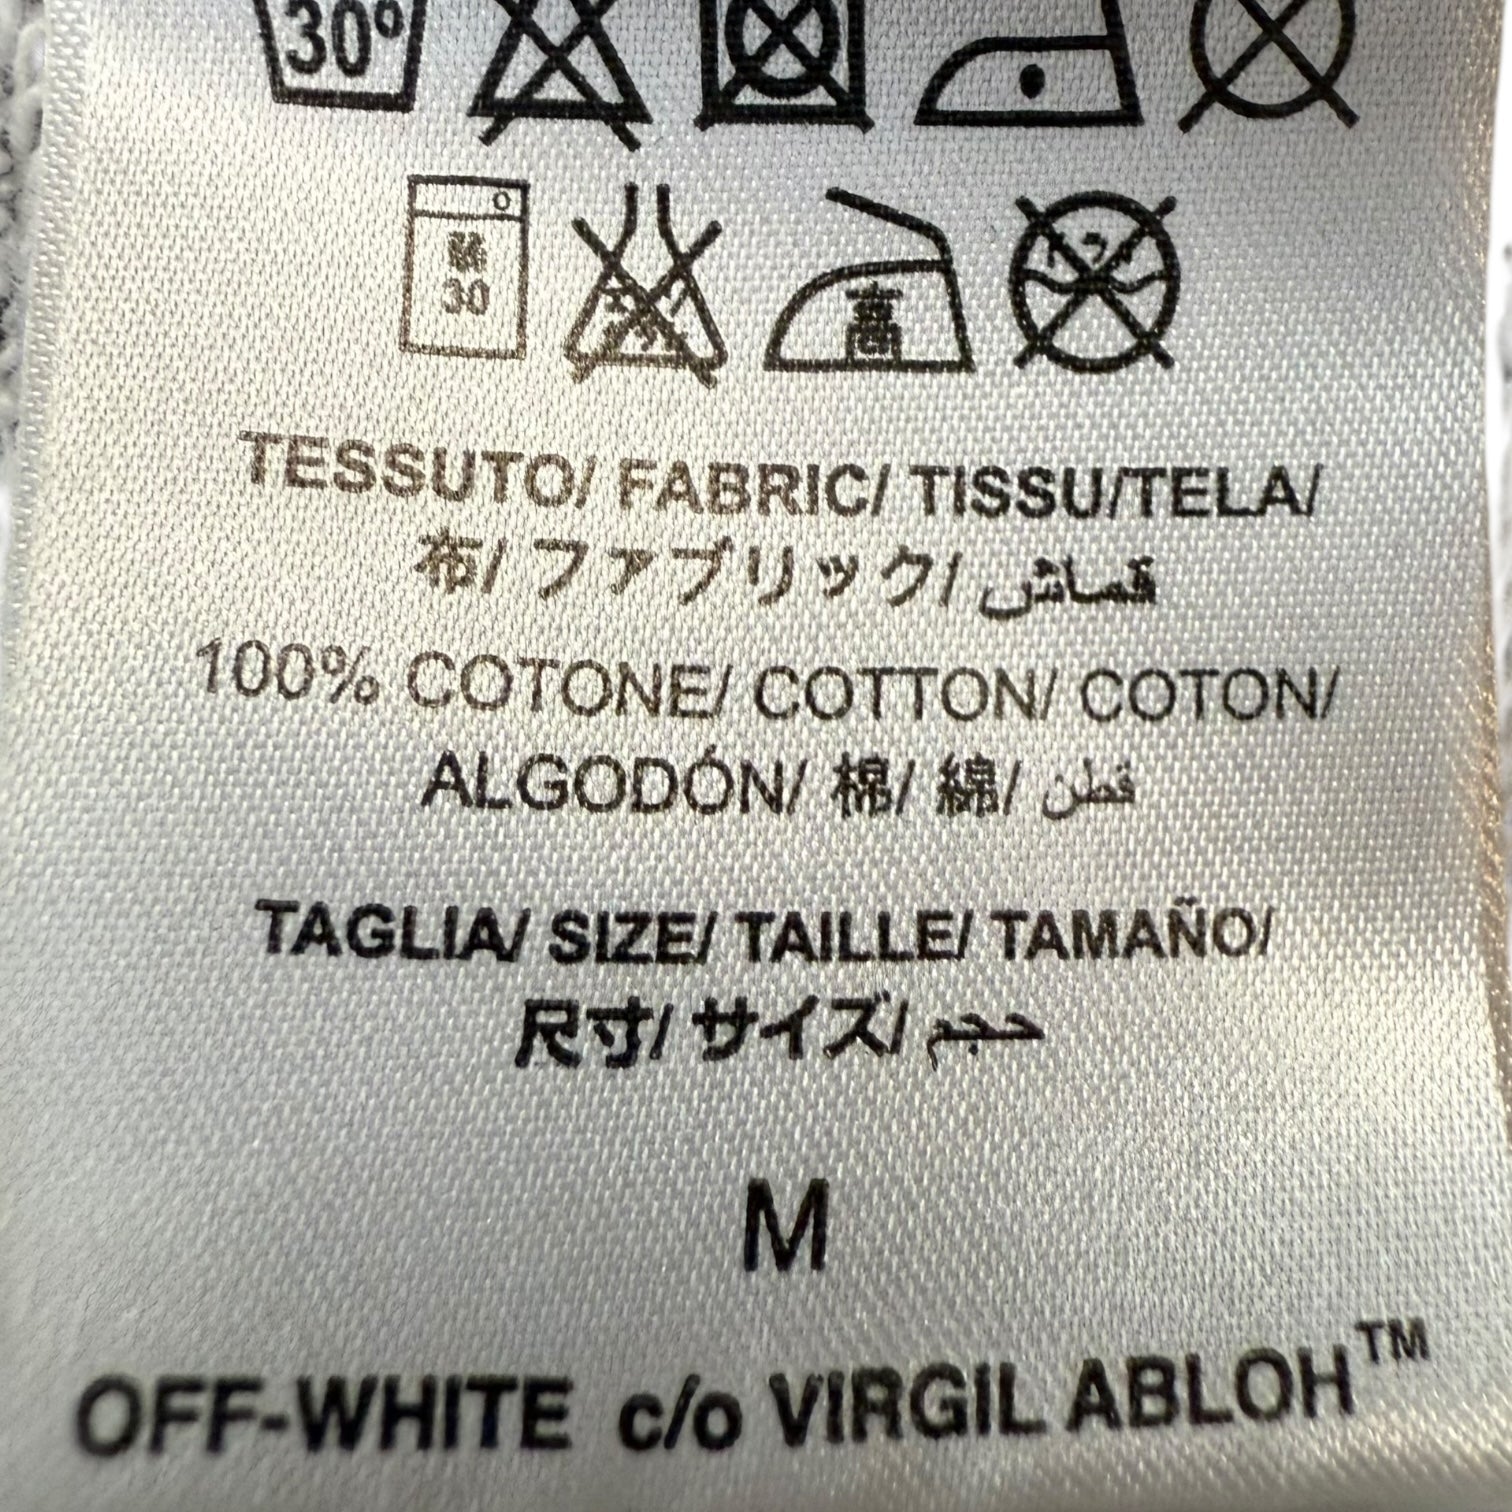 30°
30
高
TESSUTO/ FABRIC/ TISSU/TELA/
布/ ファブリック/ قماش
100% COTONE/ COTTON/ COTON/
ALGODÓN/ 棉/ 綿/ قطن
TAGLIA/ SIZE/ TAILLE/ TAMAÑO/
尺寸/ サイズ/ حجم
M
OFF-WHITE c/o VIRGIL ABLOH™